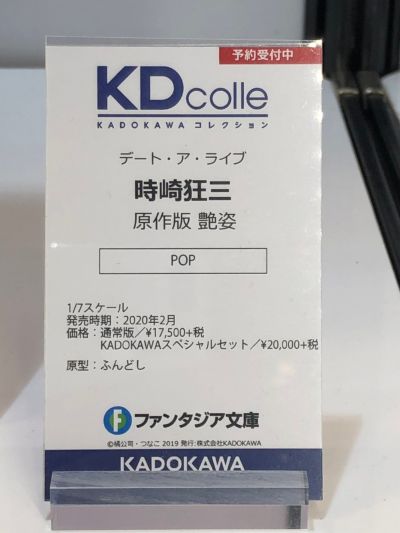 予約受付中
KDcolle
KADOKAWA コレクション
デート・ア・ライブ
時崎狂三
原作版 艶姿
POP
1/7スケール
発売時期：2020年2月
価格：通常版／¥17,500+税
KADOKAWAスペシャルセット／¥20,000+税
原型：ふんどし
ファンタジア文庫
©橘公司・つなこ 2019 発行:株式会社KADOKAWA
KADOKAWA